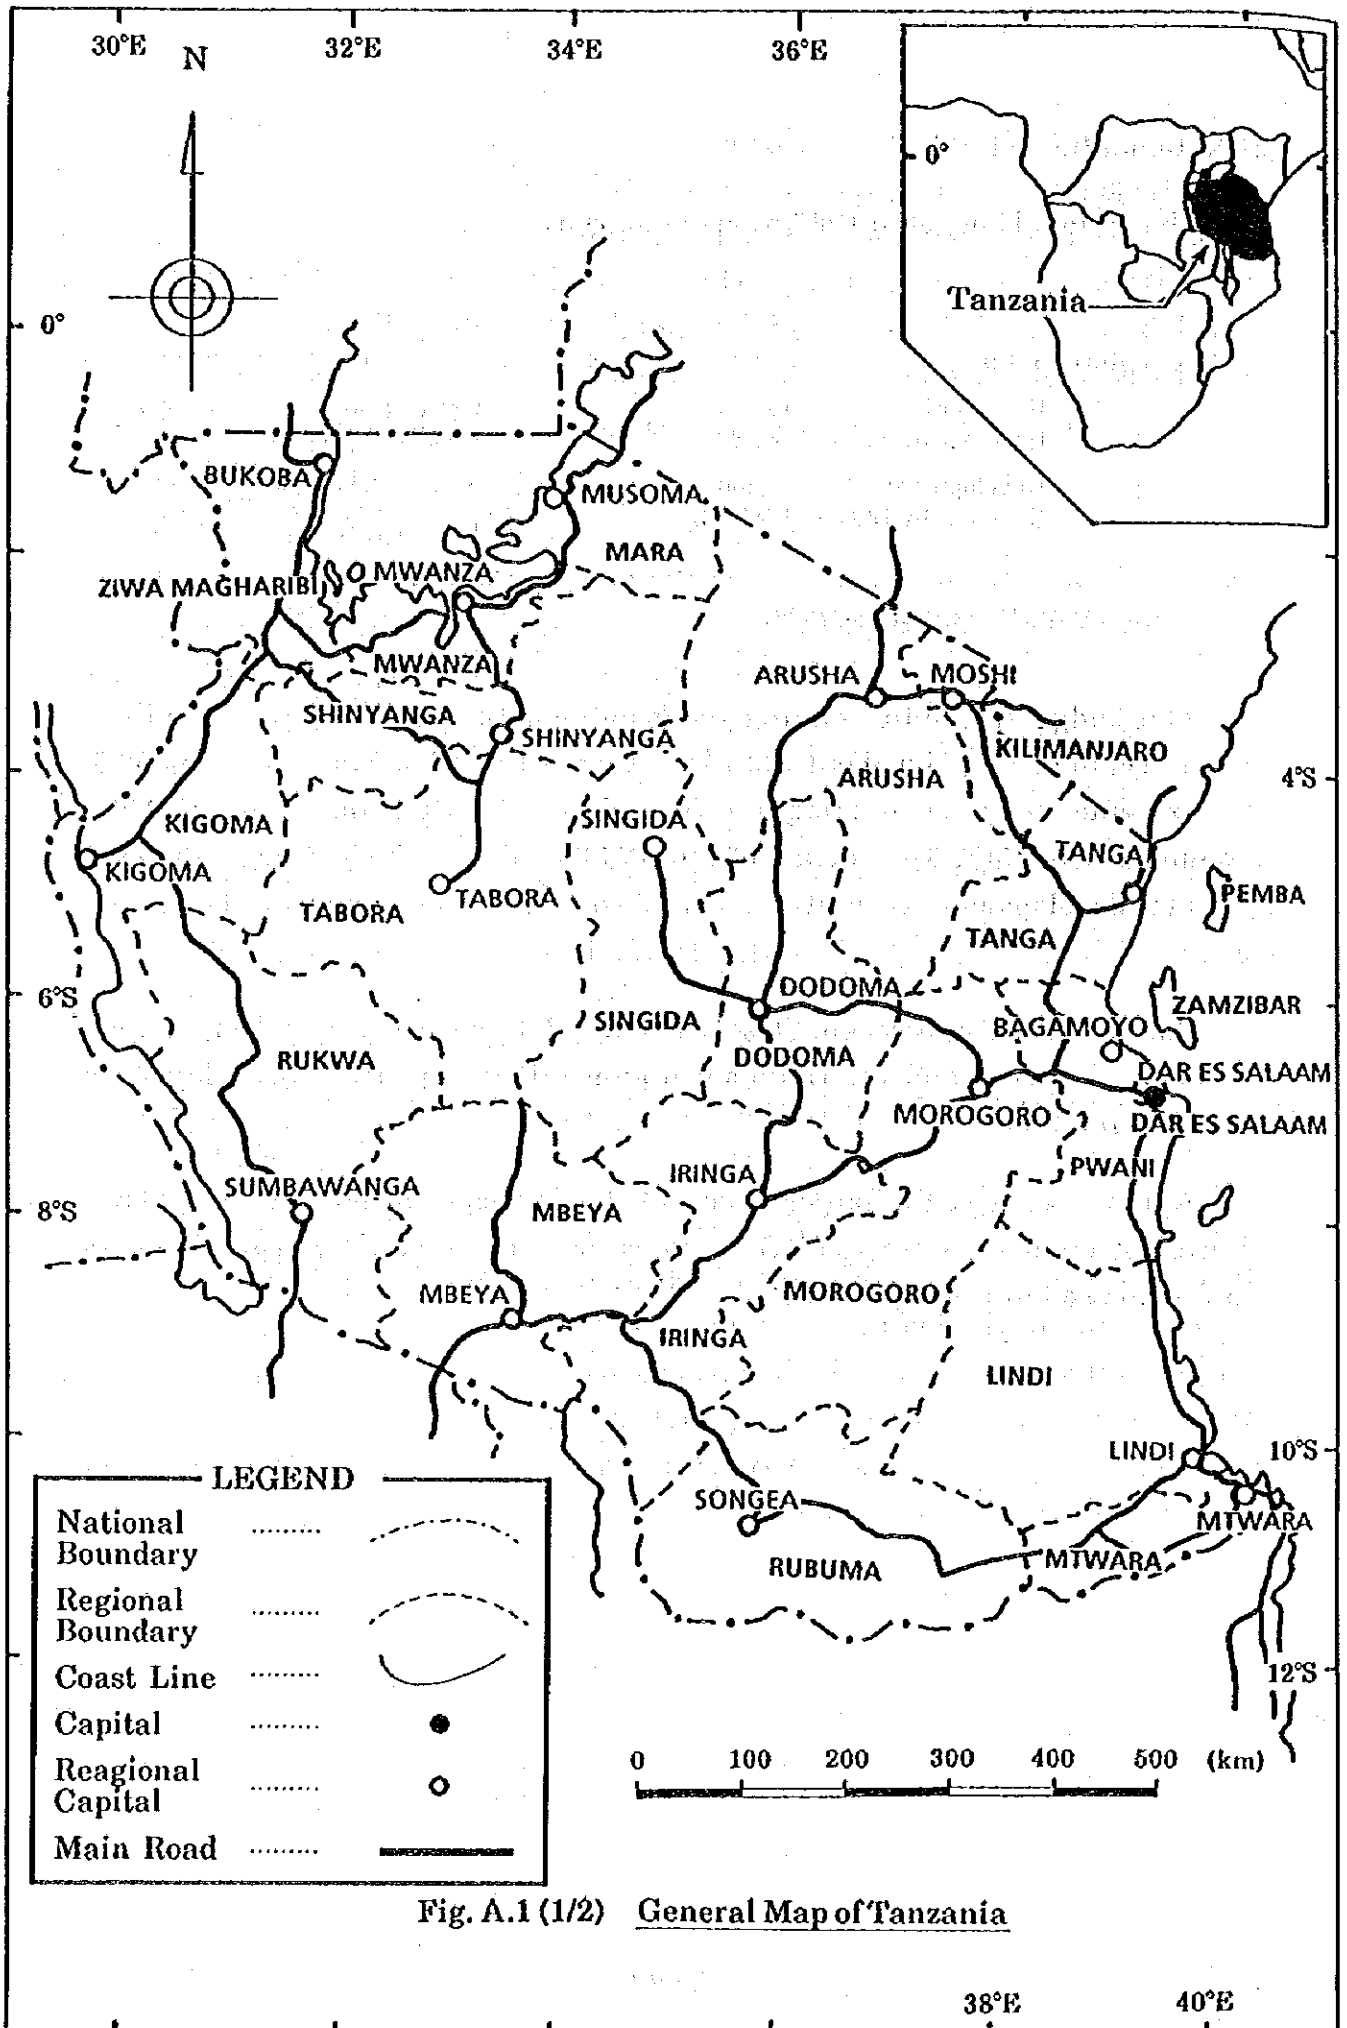 30°E
N
32°E
34°E
36°E
0°
Tanzania
0°
BUKOBA
MUSOMA
MARA
ZIWA MAGHARIBI
MWANZA
MWANZA
ARUSHA
MOSHI
SHINYANGA
SHINYANGA
KILIMANJARO
ARUSHA
4°S
SINGIDA
KIGOMA
TANGA
KIGOMA
TABORA
TABORA
PEMBA
TANGA
6°S
DODOMA
ZAMZIBAR
SINGIDA
BAGAMOYO
RUKWA
DODOMA
DAR ES SALAAM
MOROGORO
DAR ES SALAAM
PWANI
IRINGA
SUMBAWANGA
8°S
MBEYA
MBEYA
MOROGORO
IRINGA
LINDI
LINDI
10°S
SONGEA
MTWARA
MTWARA
RUBUMA
12°S
LEGEND
National
Boundary
Regional
Boundary
Coast Line
Capital
Reagional
Capital
Main Road
0 100 200 300 400 500 (km)
Fig. A.1 (1/2) General Map of Tanzania
38°E
40°E